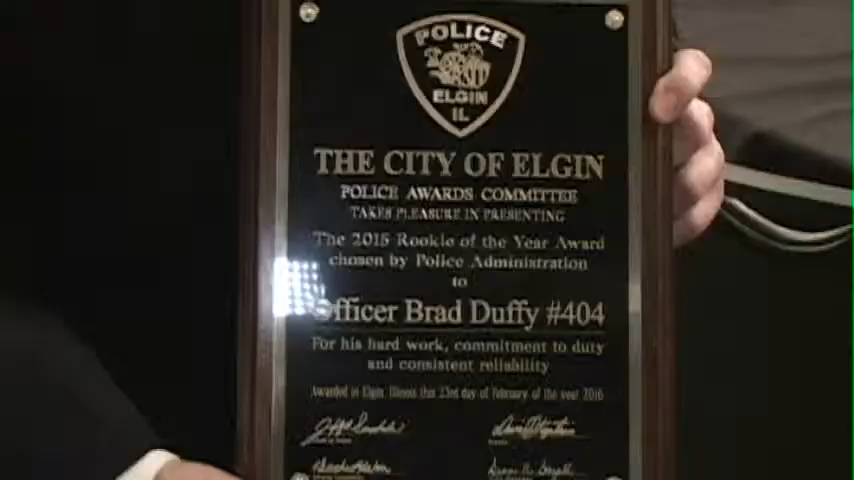 POLICE
ELGIN
IL
THE CITY OF ELGIN
POLICE AWARDS COMMITTEE
TAKES PLEASURE IN PRESENTING
The 2015 Rookie of the Year Award
chosen by Police Administration
to
Officer Brad Duffy #404
For his hard work, commitment to duty
and consistent reliability
Awarded in Elgin, Illinois this 23rd day of February of the year 2016